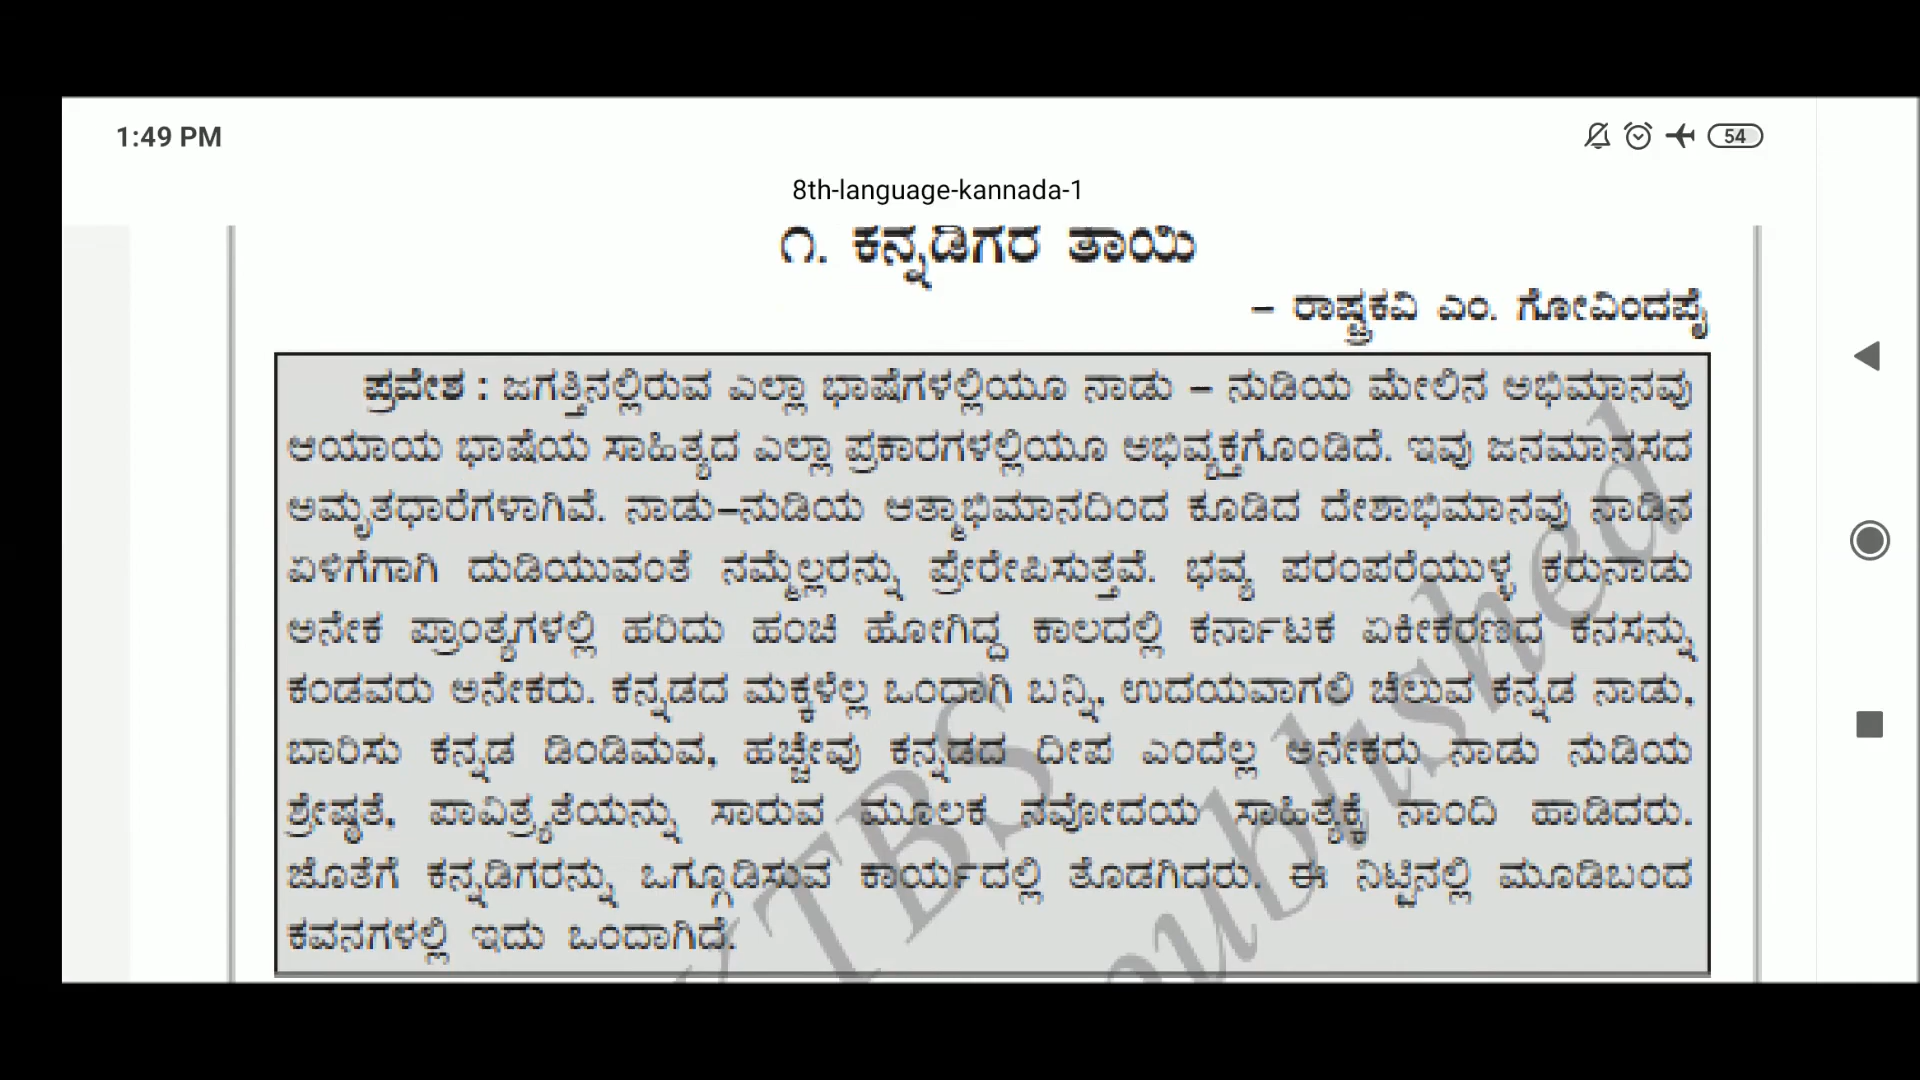 1:49 PM
54
8th-language-kannada-1
೧. ಕನ್ನಡಿಗರ ತಾಯಿ
– ರಾಷ್ಟ್ರಕವಿ ಎಂ. ಗೋವಿಂದಪೈ
ಪ್ರವೇಶ : ಜಗತ್ತಿನಲ್ಲಿರುವ ಎಲ್ಲಾ ಭಾಷೆಗಳಲ್ಲಿಯೂ ನಾಡು – ನುಡಿಯ ಮೇಲಿನ ಅಭಿಮಾನವು
ಆಯಾಯ ಭಾಷೆಯ ಸಾಹಿತ್ಯದ ಎಲ್ಲಾ ಪ್ರಕಾರಗಳಲ್ಲಿಯೂ ಅಭಿವ್ಯಕ್ತಗೊಂಡಿದೆ. ಇವು ಜನಮಾನಸದ
ಅಮೃತಧಾರೆಗಳಾಗಿವೆ. ನಾಡು–ನುಡಿಯ ಆತ್ಮಾಭಿಮಾನದಿಂದ ಕೂಡಿದ ದೇಶಾಭಿಮಾನವು ನಾಡಿನ
ಏಳಿಗೆಗಾಗಿ ದುಡಿಯುವಂತೆ ನಮ್ಮೆಲ್ಲರನ್ನು ಪ್ರೇರೇಪಿಸುತ್ತವೆ. ಭವ್ಯ ಪರಂಪರೆಯುಳ್ಳ ಕರುನಾಡು
ಅನೇಕ ಪ್ರಾಂತ್ಯಗಳಲ್ಲಿ ಹರಿದು ಹಂಚಿ ಹೋಗಿದ್ದ ಕಾಲದಲ್ಲಿ ಕರ್ನಾಟಕ ಏಕೀಕರಣದ ಕನಸನ್ನು
ಕಂಡವರು ಅನೇಕರು. ಕನ್ನಡದ ಮಕ್ಕಳೆಲ್ಲ ಒಂದಾಗಿ ಬನ್ನಿ, ಉದಯವಾಗಲಿ ಚೆಲುವ ಕನ್ನಡ ನಾಡು,
ಬಾರಿಸು ಕನ್ನಡ ಡಿಂಡಿಮವ, ಹಚ್ಚೇವು ಕನ್ನಡದ ದೀಪ ಎಂದೆಲ್ಲ ಅನೇಕರು ನಾಡು ನುಡಿಯ
ಶ್ರೇಷ್ಠತೆ, ಪಾವಿತ್ರ್ಯತೆಯನ್ನು ಸಾರುವ ಮೂಲಕ ನವೋದಯ ಸಾಹಿತ್ಯಕ್ಕೆ ನಾಂದಿ ಹಾಡಿದರು.
ಜೊತೆಗೆ ಕನ್ನಡಿಗರನ್ನು ಒಗ್ಗೂಡಿಸುವ ಕಾರ್ಯದಲ್ಲಿ ತೊಡಗಿದರು. ಈ ನಿಟ್ಟಿನಲ್ಲಿ ಮೂಡಿಬಂದ
ಕವನಗಳಲ್ಲಿ ಇದು ಒಂದಾಗಿದೆ.
KTBS
published